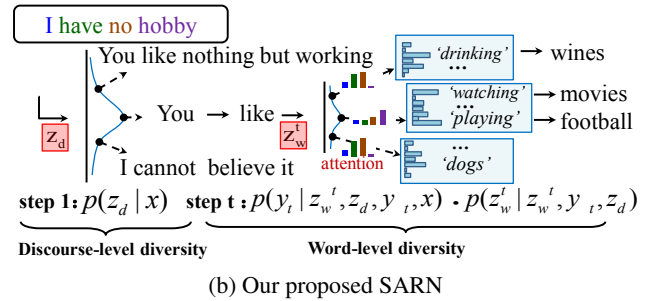 I have no hobby
You like nothing but working
'drinking' wines
...
'watching' movies
z_d You like z_w^t ...
'playing' football
I cannot believe it attention ...
'dogs'
step 1: p(z_d | x) step t: p(y_t | z_w^t, z_d, y_t, x) · p(z_w^t | z_w^t, y_t, z_d)
Discourse-level diversity Word-level diversity
(b) Our proposed SARN